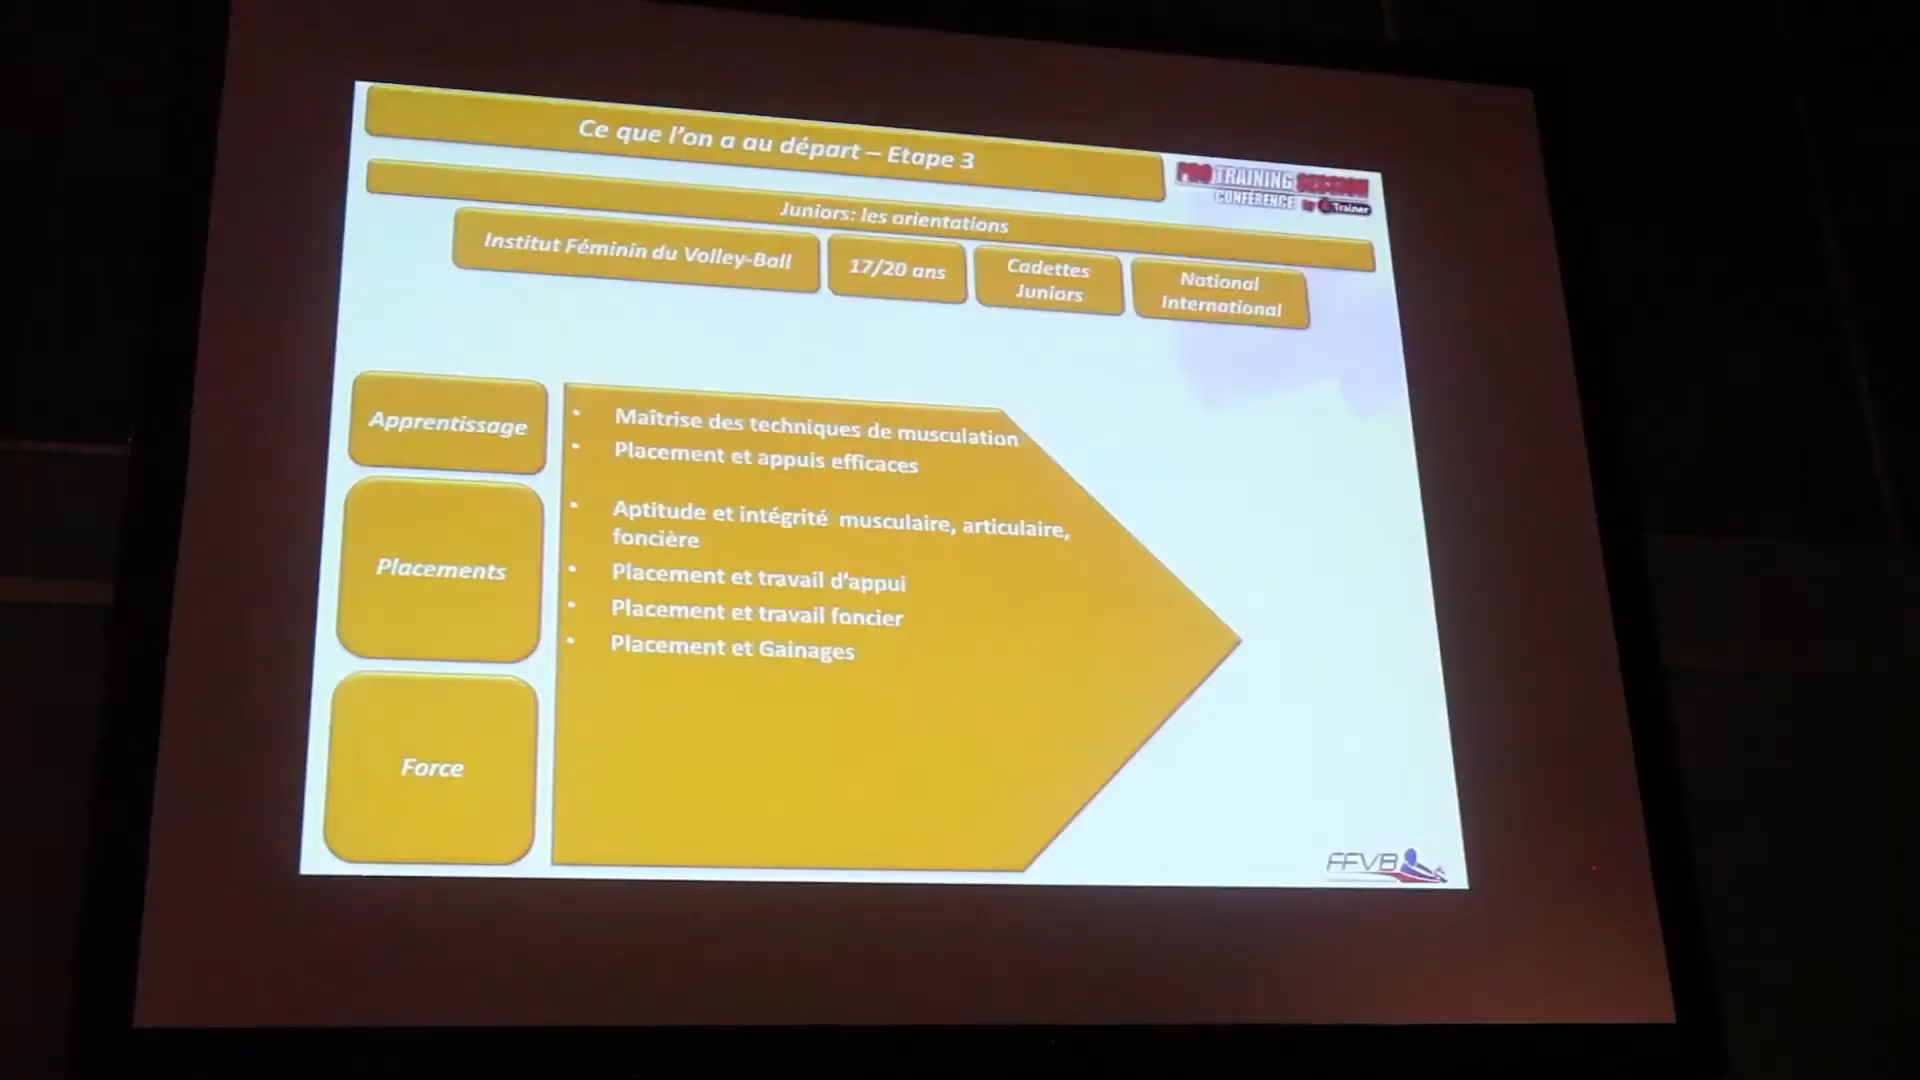 Ce que l'on a au départ – Etape 3
PRO TRAINING SESSION
CONFÉRENCE by Trainer
Juniors: les orientations
Institut Féminin du Volley-Ball
17/20 ans
Cadettes
Juniors
National
International
Apprentissage
• Maîtrise des techniques de musculation
• Placement et appuis efficaces
Placements
• Aptitude et intégrité musculaire, articulaire,
foncière
• Placement et travail d'appui
• Placement et travail foncier
• Placement et Gainages
Force
FFVB